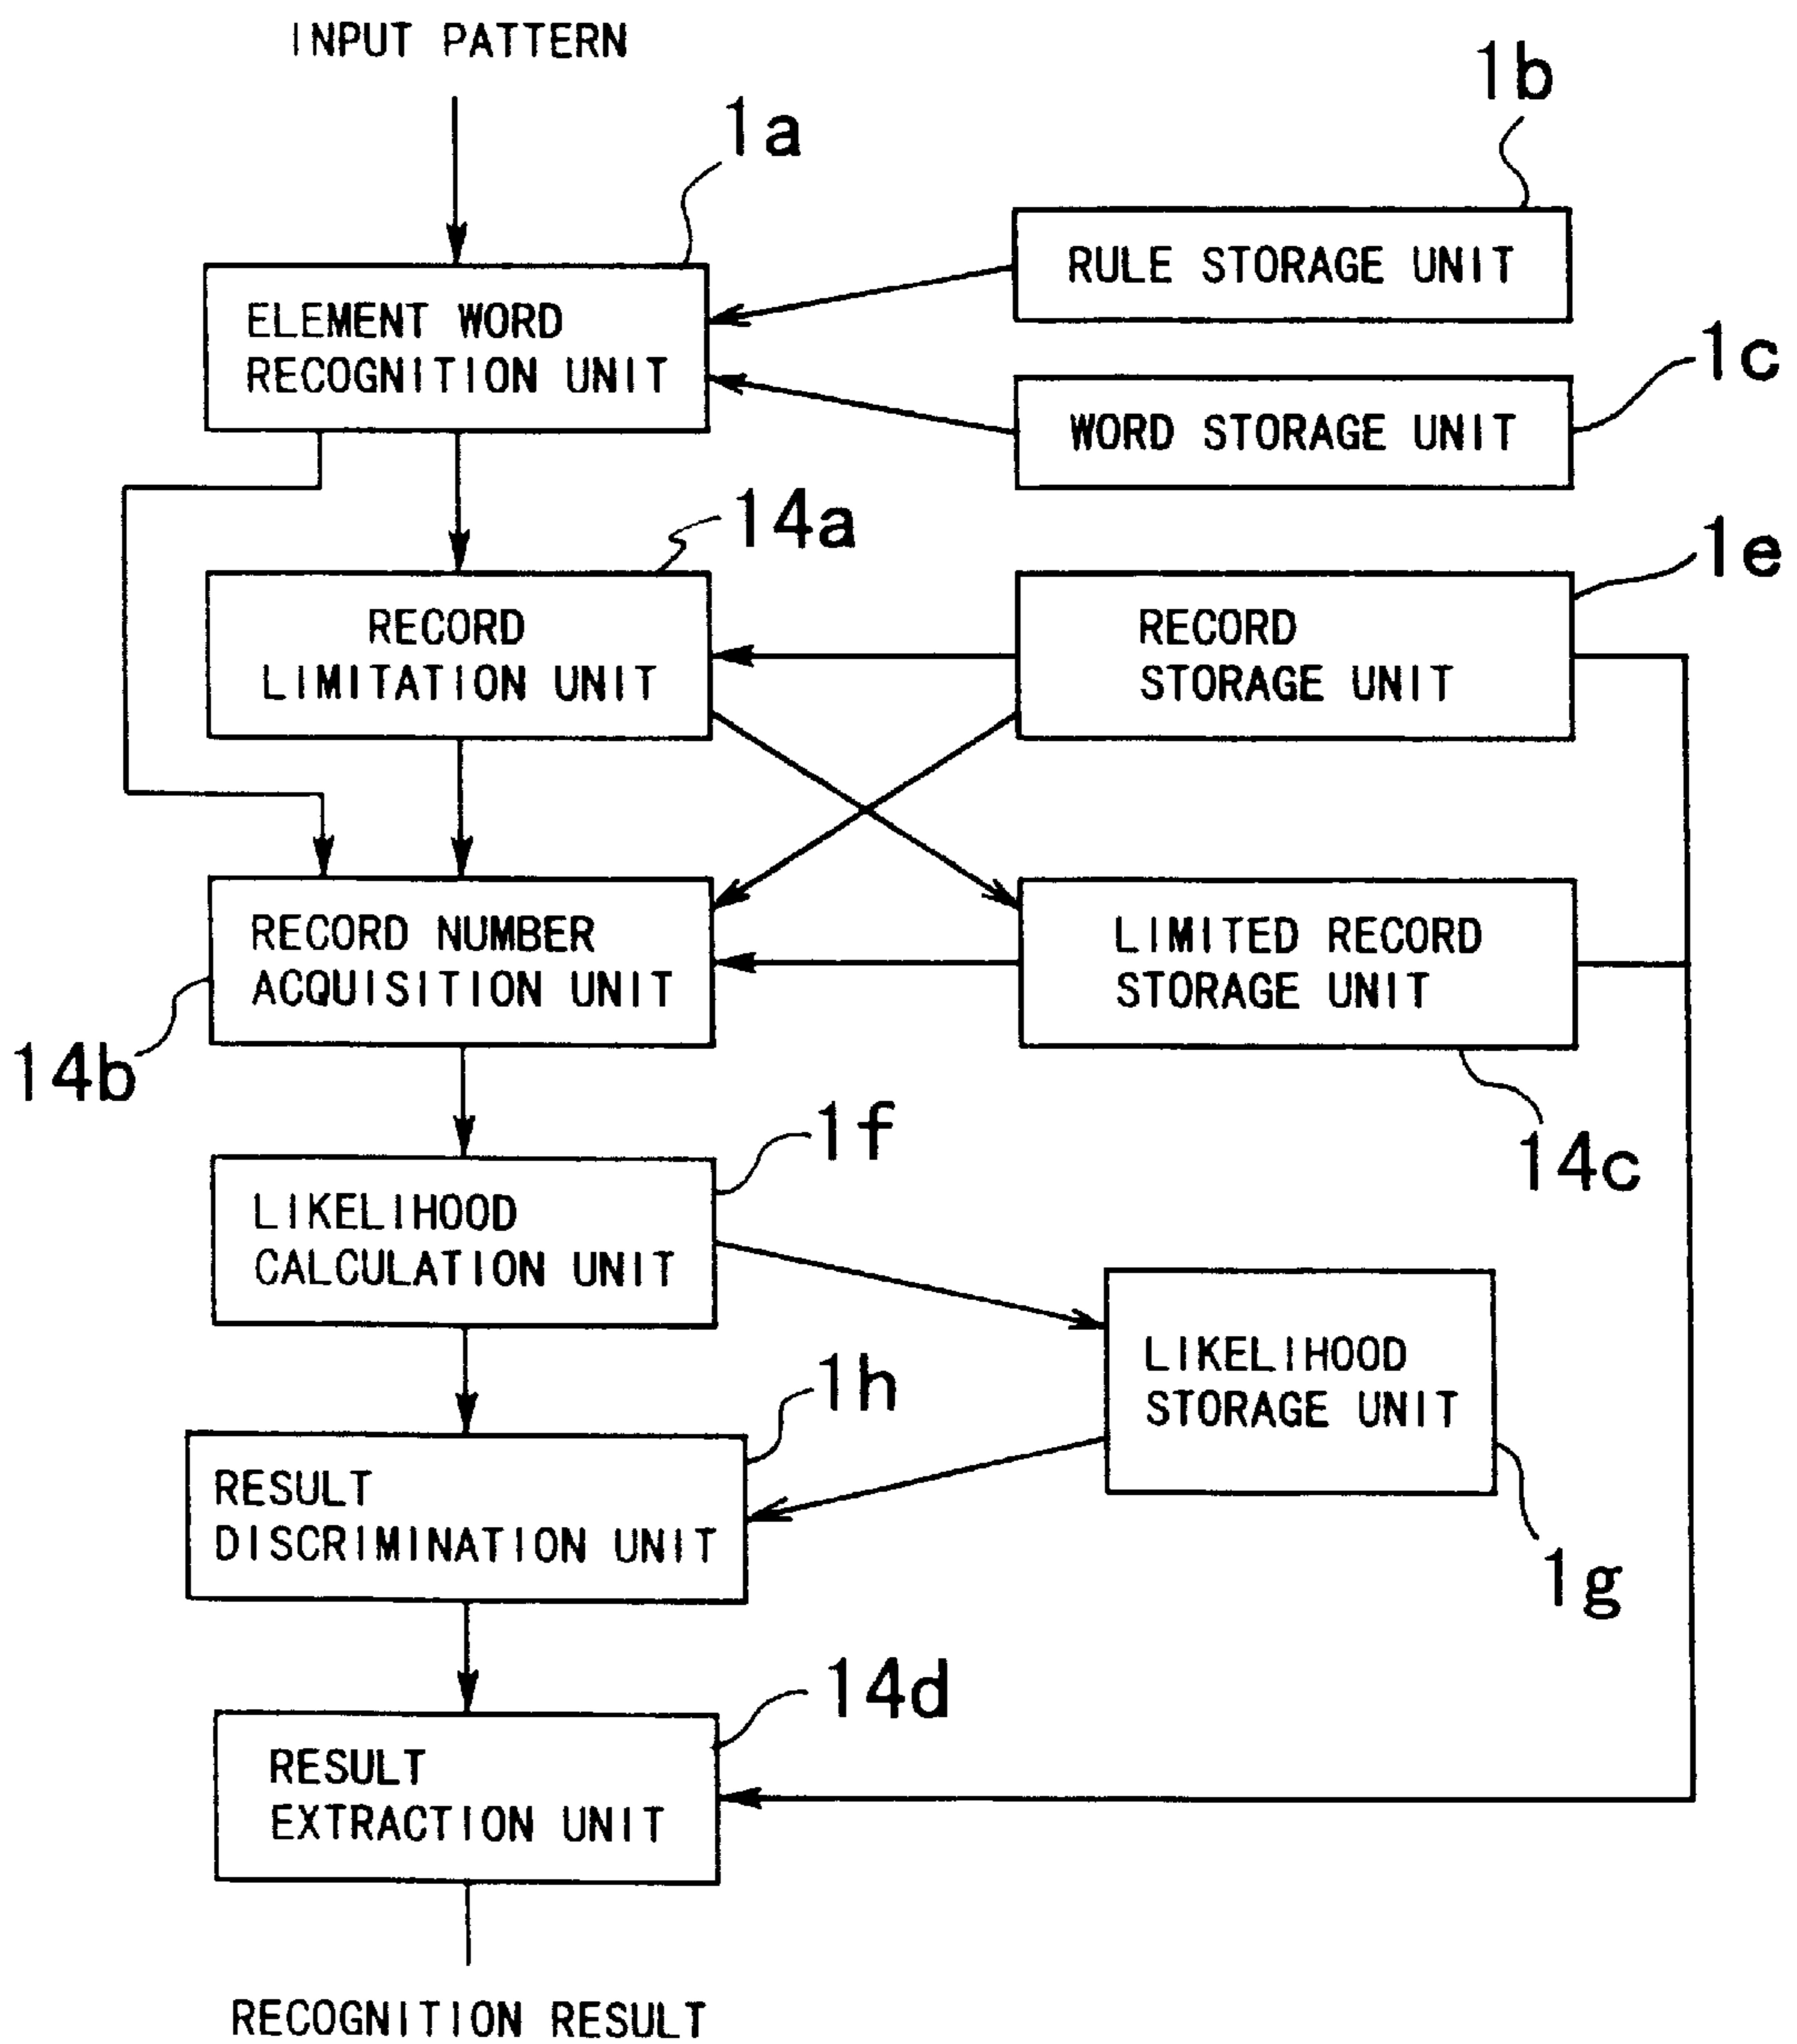 INPUT PATTERN
1b
1a
RULE STORAGE UNIT
ELEMENT WORD
RECOGNITION UNIT
1c
WORD STORAGE UNIT
14a
1e
RECORD
LIMITATION UNIT
RECORD
STORAGE UNIT
RECORD NUMBER
ACQUISITION UNIT
LIMITED RECORD
STORAGE UNIT
14b
1f
14c
LIKELIHOOD
CALCULATION UNIT
LIKELIHOOD
STORAGE UNIT
1h
RESULT
DISCRIMINATION UNIT
1g
14d
RESULT
EXTRACTION UNIT
RECOGNITION RESULT